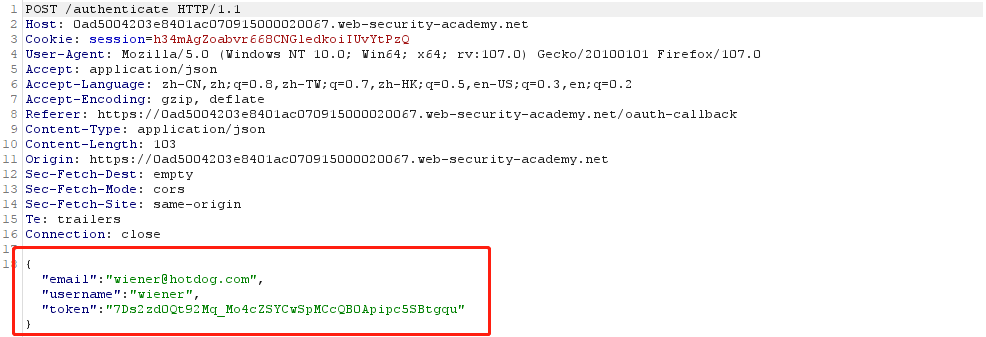 1 POST /authenticate HTTP/1.1
2 Host: 0ad5004203e8401ac070915000020067.web-security-academy.net
3 Cookie: session=h34mAgZoabvr668CNGledkoiIUvYtPzQ
4 User-Agent: Mozilla/5.0 (Windows NT 10.0; Win64; x64; rv:107.0) Gecko/20100101 Firefox/107.0
5 Accept: application/json
6 Accept-Language: zh-CN,zh;q=0.8,zh-TW;q=0.7,zh-HK;q=0.5,en-US;q=0.3,en;q=0.2
7 Accept-Encoding: gzip, deflate
8 Referer: https://0ad5004203e8401ac070915000020067.web-security-academy.net/oauth-callback
9 Content-Type: application/json
10 Content-Length: 103
11 Origin: https://0ad5004203e8401ac070915000020067.web-security-academy.net
12 Sec-Fetch-Dest: empty
13 Sec-Fetch-Mode: cors
14 Sec-Fetch-Site: same-origin
15 Te: trailers
16 Connection: close
17
18 {
"email":"wiener@hotdog.com",
"username":"wiener",
"token":"7Ds2zd0Qt92Mq_Mo4cZSYCwSpMCcQB0Apipc5SBtgqu"
}